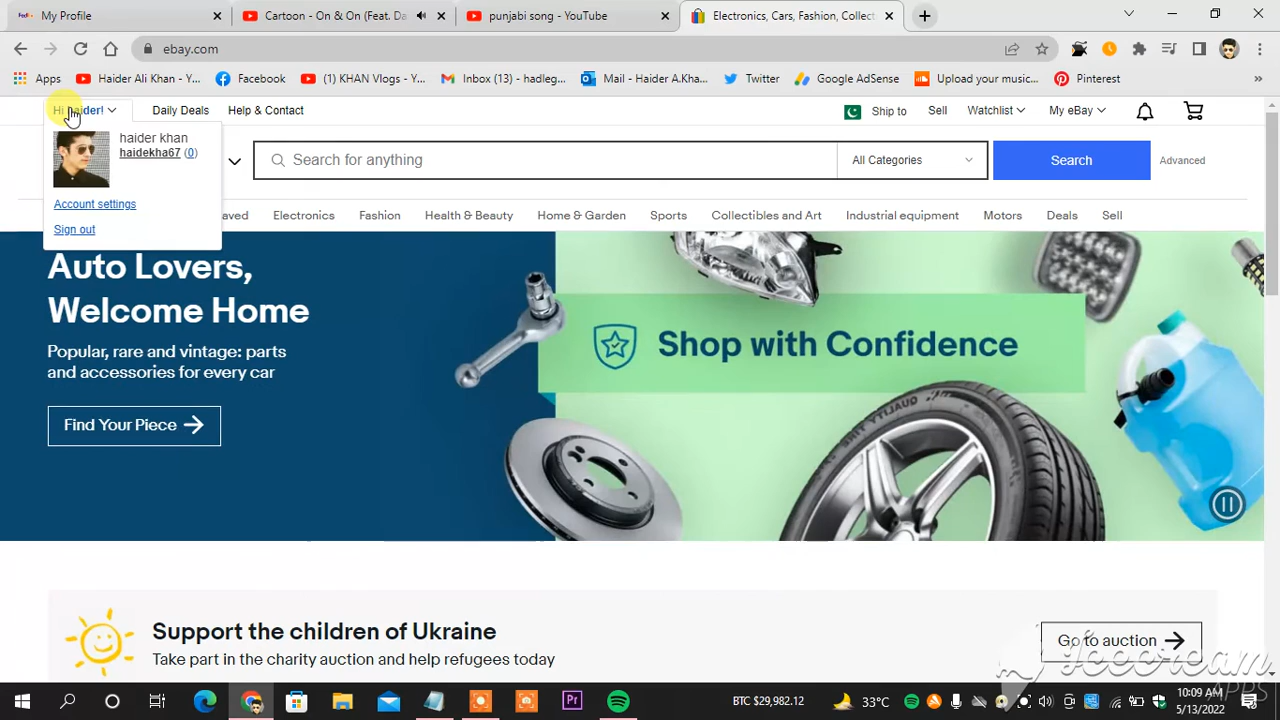 My Profile
Cartoon - On & On (Feat. Da
punjabi song - YouTube
Electronics, Cars, Fashion, Collect
ebay.com
Apps
Haider Ali Khan - Y...
Facebook
(1) KHAN Vlogs - Y...
Inbox (13) - hadleg...
Mail - Haider A.Kha...
Twitter
Google AdSense
Upload your music...
Pinterest
»
Hi haider!
Daily Deals
Help & Contact
Ship to
Sell
Watchlist
My eBay
haider khan
haidekha67 (0)
Account settings
Sign out
Search for anything
All Categories
Search
Advanced
aved
Electronics
Fashion
Health & Beauty
Home & Garden
Sports
Collectibles and Art
Industrial equipment
Motors
Deals
Sell
Auto Lovers,
Welcome Home
Popular, rare and vintage: parts
and accessories for every car
Find Your Piece
Shop with Confidence
QUALITY TIME
Support the children of Ukraine
Take part in the charity auction and help refugees today
Go to auction
Icecream
APPS
BTC $29,982.12
33°C
10:09 AM
5/13/2022